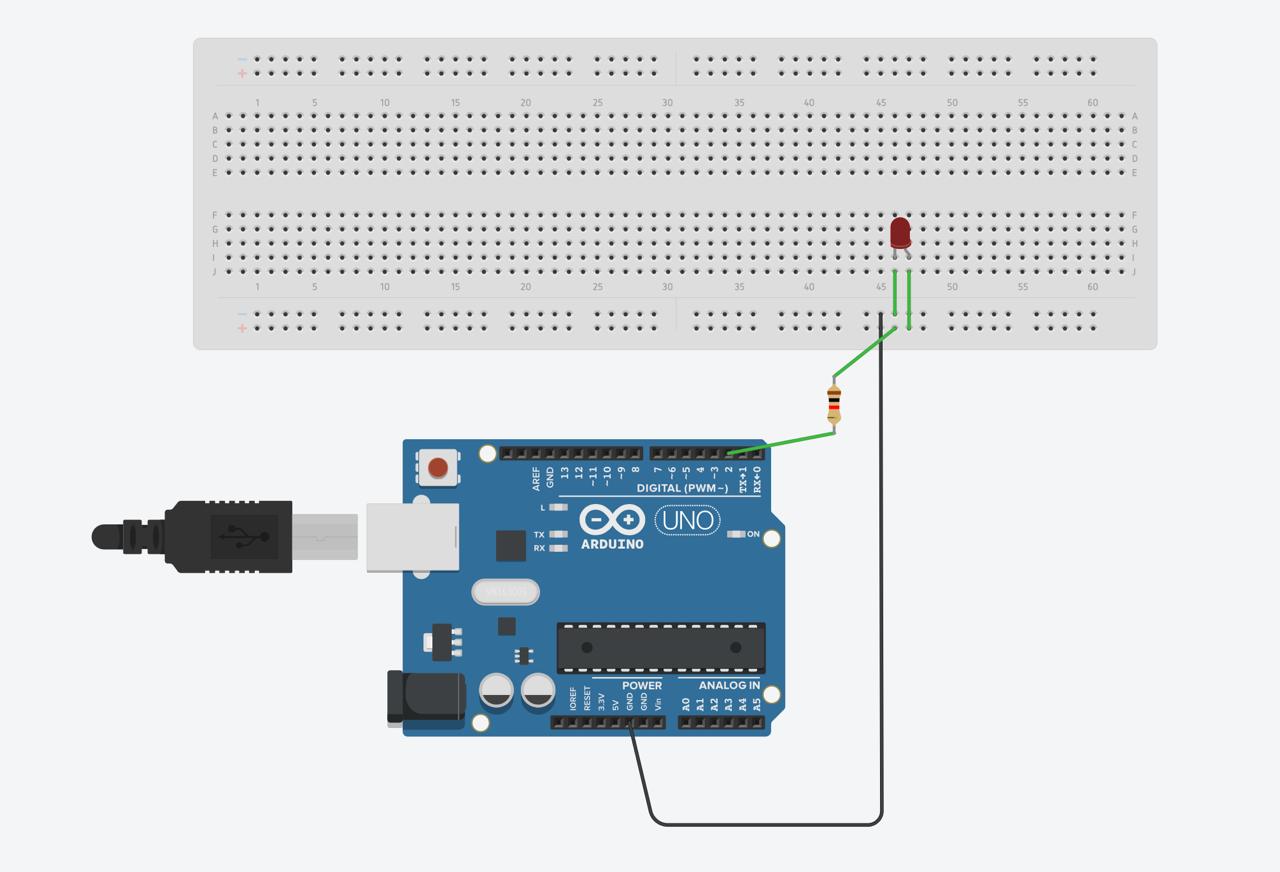 − −
+ +
1 5 10 15 20 25 30 35 40 45 50 55 60
A A
B B
C C
D D
E E
F F
G G
H H
I I
J J
1 5 10 15 20 25 30 35 40 45 50 55 60
−
+
AREF GND 13 12 ~11 ~10 ~9 8 7 ~6 ~5 4 ~3 2 TX→1 RX←0
DIGITAL (PWM~)
L
TX
RX
UNO
ON
ARDUINO
POWER ANALOG IN
IOREF RESET 3.3V 5V GND GND Vin A0 A1 A2 A3 A4 A5